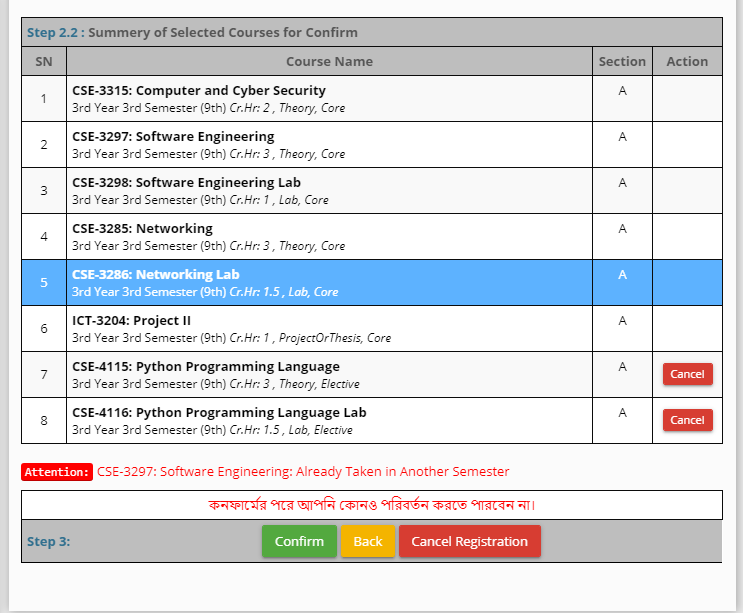 Step 2.2 : Summery of Selected Courses for Confirm
SN Course Name Section Action
1 CSE-3315: Computer and Cyber Security A
3rd Year 3rd Semester (9th) Cr.Hr: 2 , Theory, Core
2 CSE-3297: Software Engineering A
3rd Year 3rd Semester (9th) Cr.Hr: 3 , Theory, Core
3 CSE-3298: Software Engineering Lab A
3rd Year 3rd Semester (9th) Cr.Hr: 1 , Lab, Core
4 CSE-3285: Networking A
3rd Year 3rd Semester (9th) Cr.Hr: 3 , Theory, Core
5 CSE-3286: Networking Lab A
3rd Year 3rd Semester (9th) Cr.Hr: 1.5 , Lab, Core
6 ICT-3204: Project II A
3rd Year 3rd Semester (9th) Cr.Hr: 1 , ProjectOrThesis, Core
7 CSE-4115: Python Programming Language A Cancel
3rd Year 3rd Semester (9th) Cr.Hr: 3 , Theory, Elective
8 CSE-4116: Python Programming Language Lab A Cancel
3rd Year 3rd Semester (9th) Cr.Hr: 1.5 , Lab, Elective
Attention: CSE-3297: Software Engineering: Already Taken in Another Semester
কনফার্মের পরে আপনি কোনও পরিবর্তন করতে পারবেন না।
Step 3: Confirm Back Cancel Registration